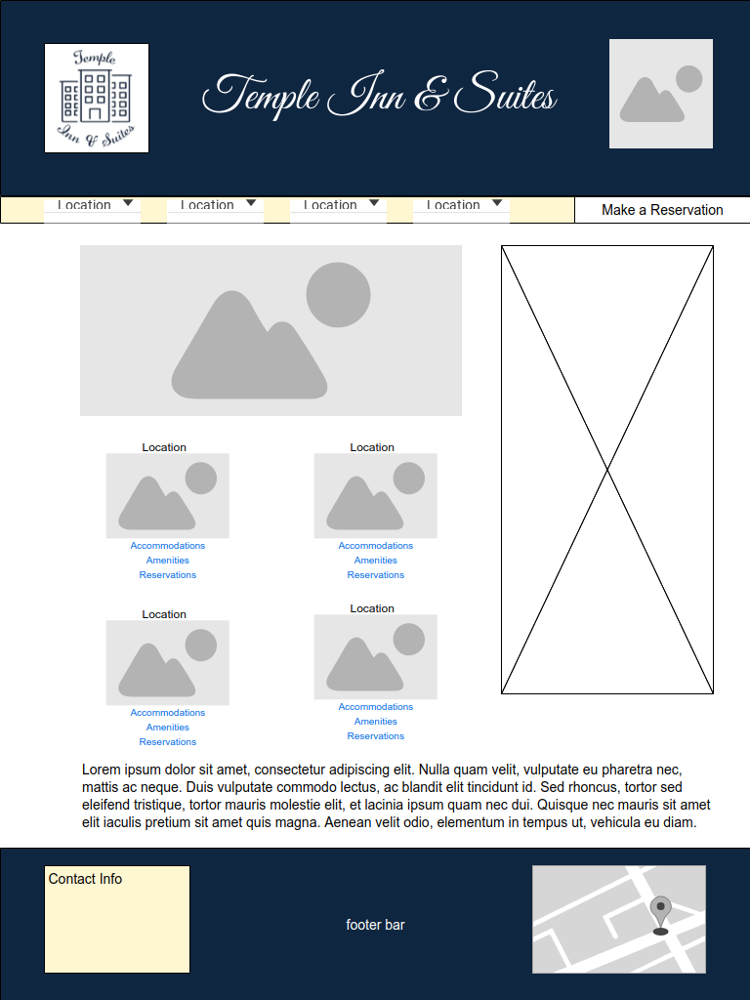 Temple
Inn & Suites
Temple Inn & Suites
Location Location Location Location Make a Reservation
Location
Accommodations
Amenities
Reservations
Location
Accommodations
Amenities
Reservations
Location
Accommodations
Amenities
Reservations
Location
Accommodations
Amenities
Reservations
Lorem ipsum dolor sit amet, consectetur adipiscing elit. Nulla quam velit, vulputate eu pharetra nec,
mattis ac neque. Duis vulputate commodo lectus, ac blandit elit tincidunt id. Sed rhoncus, tortor sed
eleifend tristique, tortor mauris molestie elit, et lacinia ipsum quam nec dui. Quisque nec mauris sit amet
elit iaculis pretium sit amet quis magna. Aenean velit odio, elementum in tempus ut, vehicula eu diam.
Contact Info
footer bar